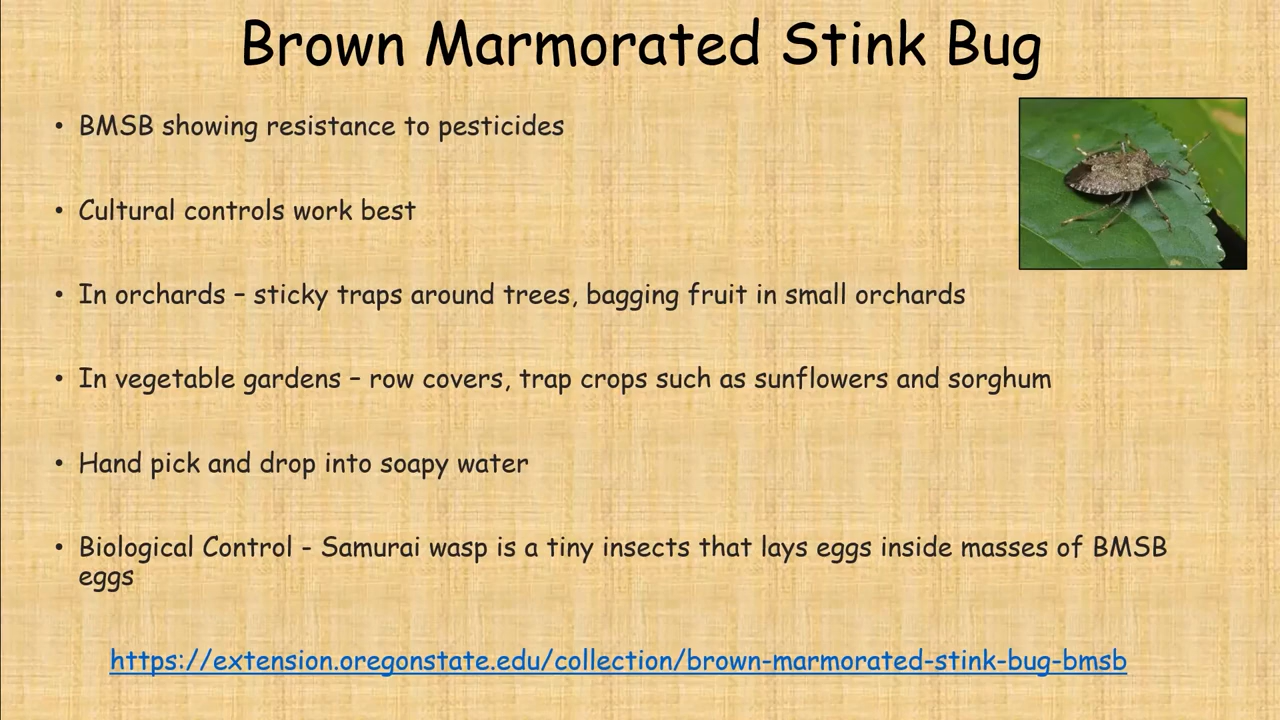 Brown Marmorated Stink Bug
• BMSB showing resistance to pesticides
• Cultural controls work best
• In orchards – sticky traps around trees, bagging fruit in small orchards
• In vegetable gardens – row covers, trap crops such as sunflowers and sorghum
• Hand pick and drop into soapy water
• Biological Control - Samurai wasp is a tiny insects that lays eggs inside masses of BMSB
eggs
https://extension.oregonstate.edu/collection/brown-marmorated-stink-bug-bmsb